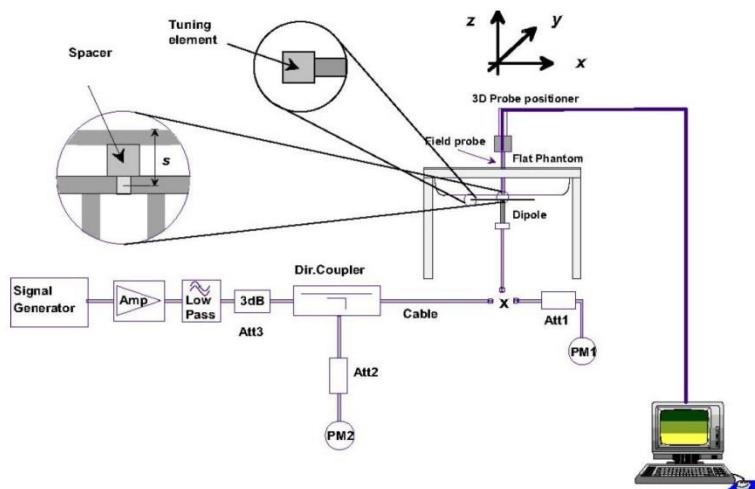 Tuning
element
Spacer
s
z
y
x
3D Probe positioner
Field probe
Flat Phantom
Dipole
Dir.Coupler
Signal
Generator
Amp
Low
Pass
3dB
Att3
Cable
x
Att1
PM1
Att2
PM2